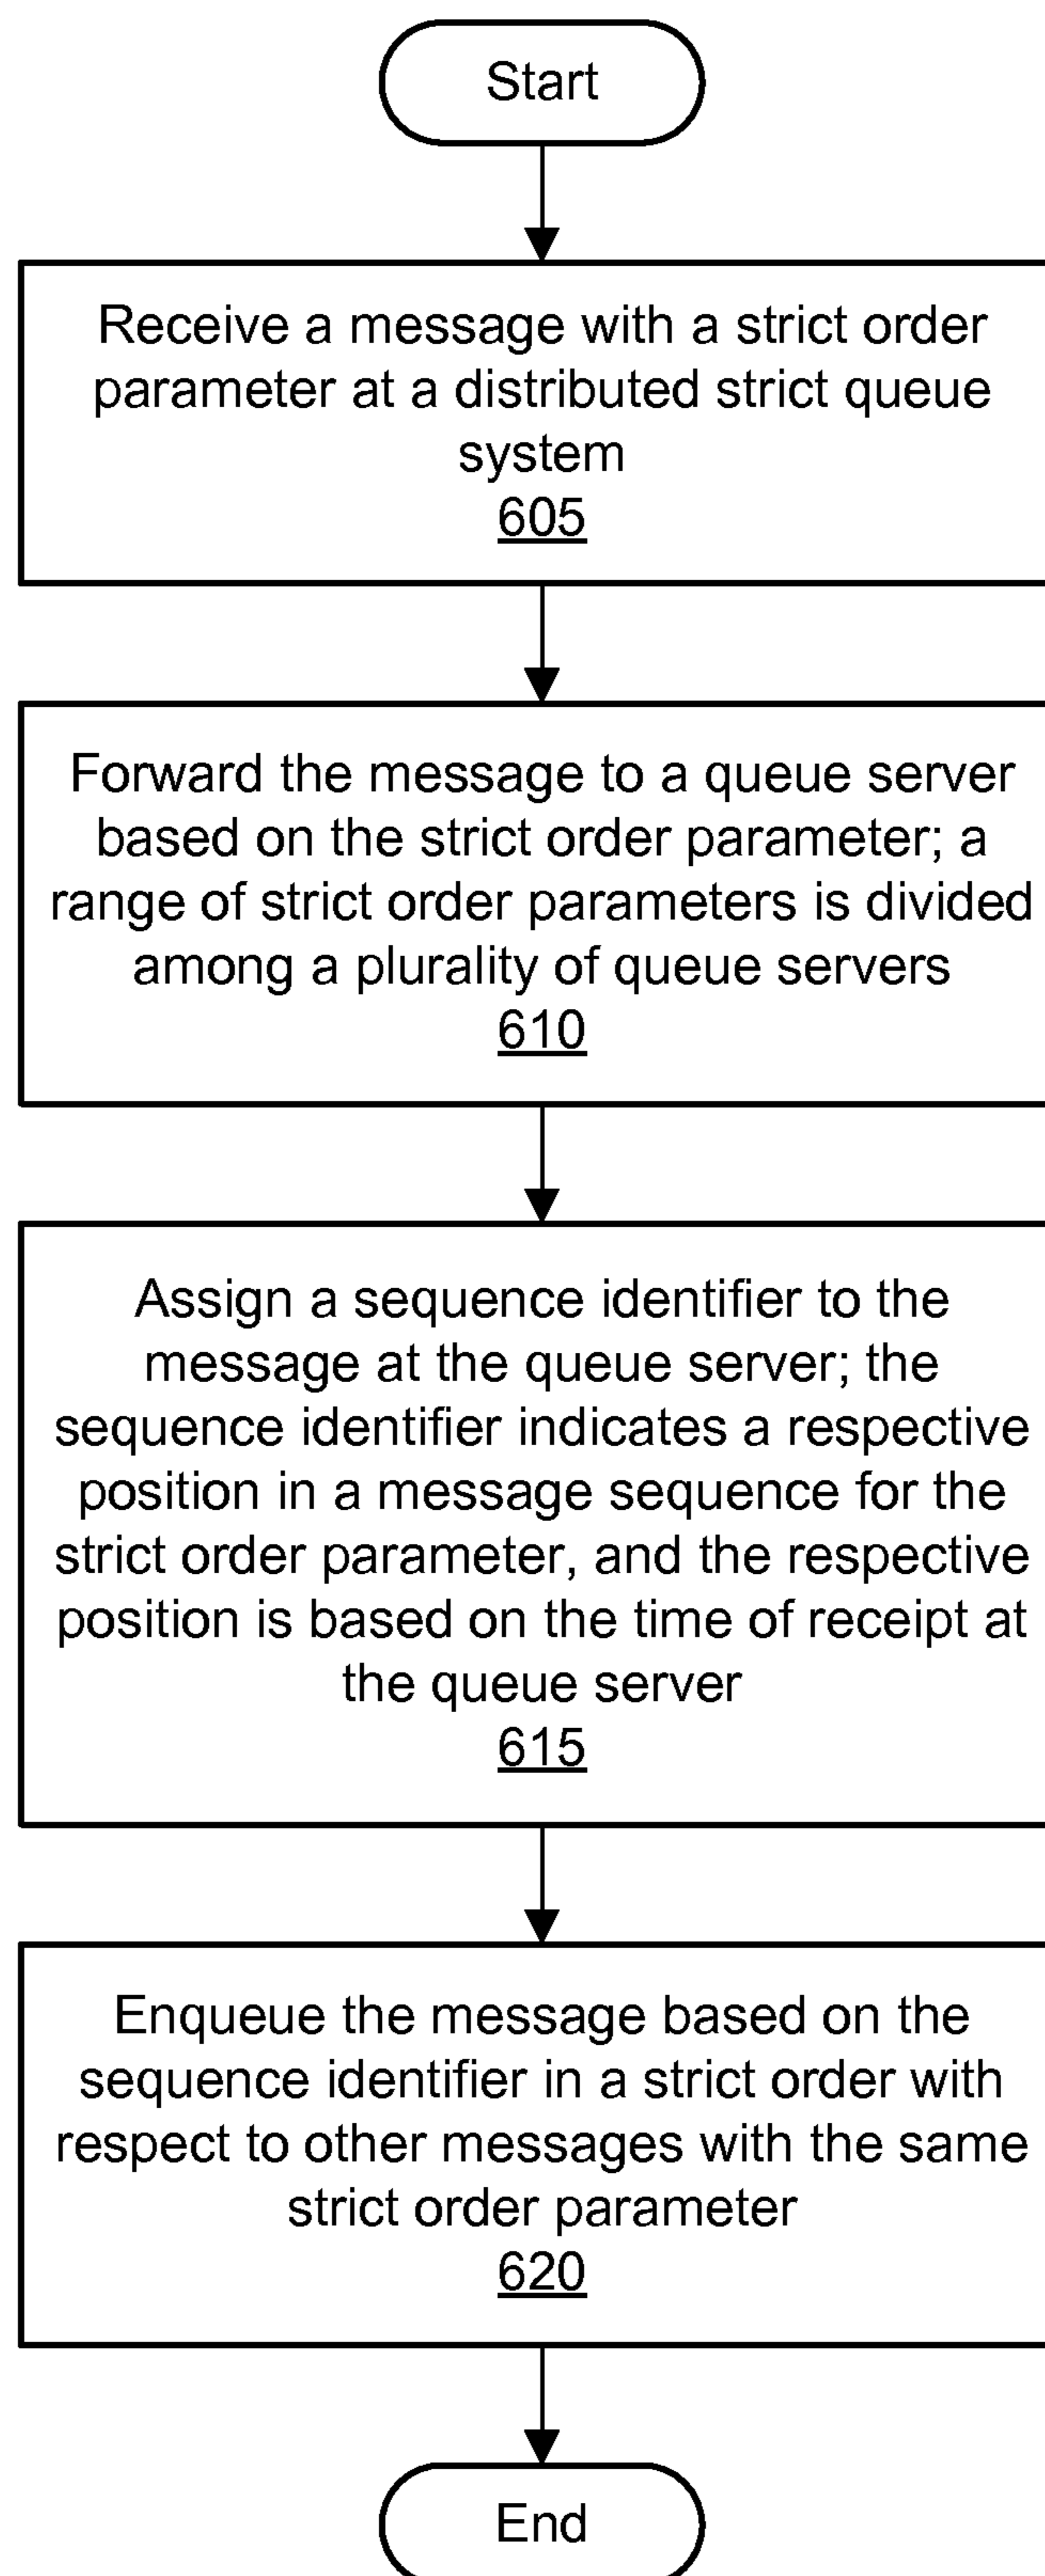 Start
Receive a message with a strict order
parameter at a distributed strict queue
system
605
Forward the message to a queue server
based on the strict order parameter; a
range of strict order parameters is divided
among a plurality of queue servers
610
Assign a sequence identifier to the
message at the queue server; the
sequence identifier indicates a respective
position in a message sequence for the
strict order parameter, and the respective
position is based on the time of receipt at
the queue server
615
Enqueue the message based on the
sequence identifier in a strict order with
respect to other messages with the same
strict order parameter
620
End